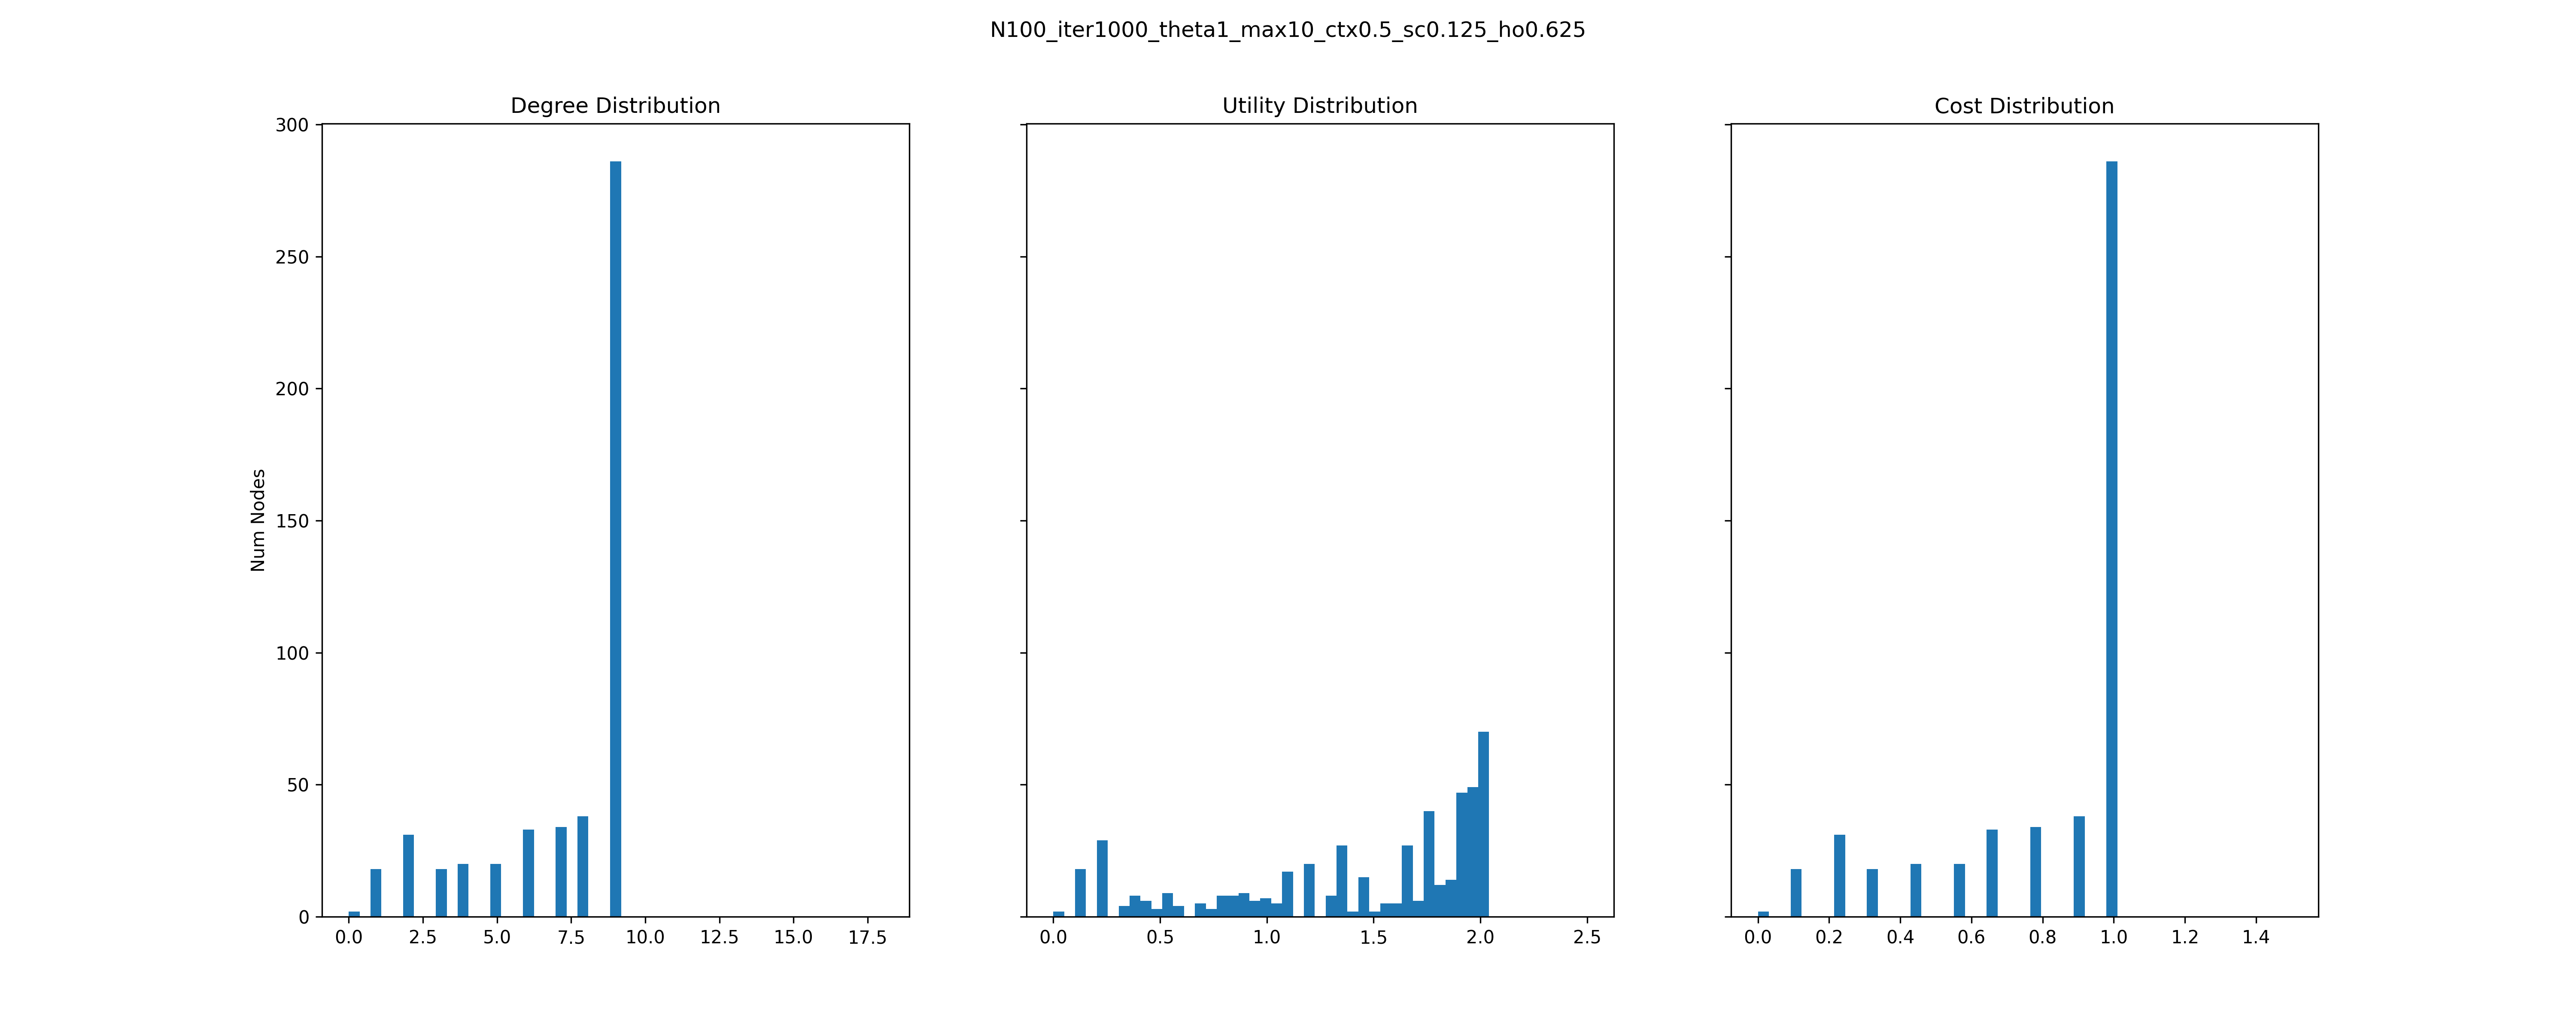 N100_iter1000_theta1_max10_ctx0.5_sc0.125_ho0.625
Degree Distribution
Utility Distribution
Cost Distribution
300
250
200
150
100
50
0
Num Nodes
0.0 2.5 5.0 7.5 10.0 12.5 15.0 17.5
0.0 0.5 1.0 1.5 2.0 2.5
0.0 0.2 0.4 0.6 0.8 1.0 1.2 1.4